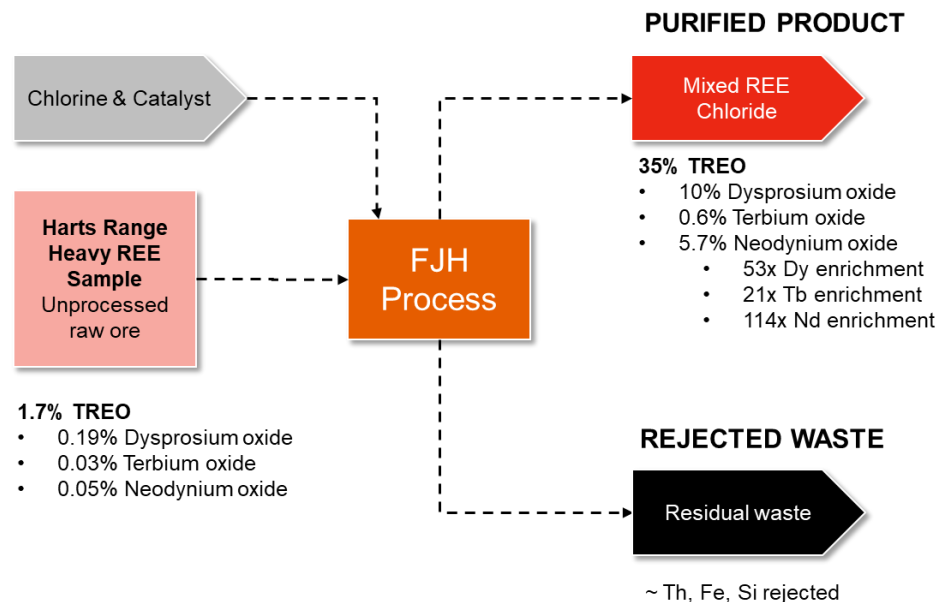 PURIFIED PRODUCT
Chlorine & Catalyst
Mixed REE
Chloride
35% TREO
• 10% Dysprosium oxide
• 0.6% Terbium oxide
• 5.7% Neodynium oxide
• 53x Dy enrichment
• 21x Tb enrichment
• 114x Nd enrichment
Harts Range
Heavy REE
Sample
Unprocessed
raw ore
FJH
Process
1.7% TREO
• 0.19% Dysprosium oxide
• 0.03% Terbium oxide
• 0.05% Neodynium oxide
REJECTED WASTE
Residual waste
~ Th, Fe, Si rejected